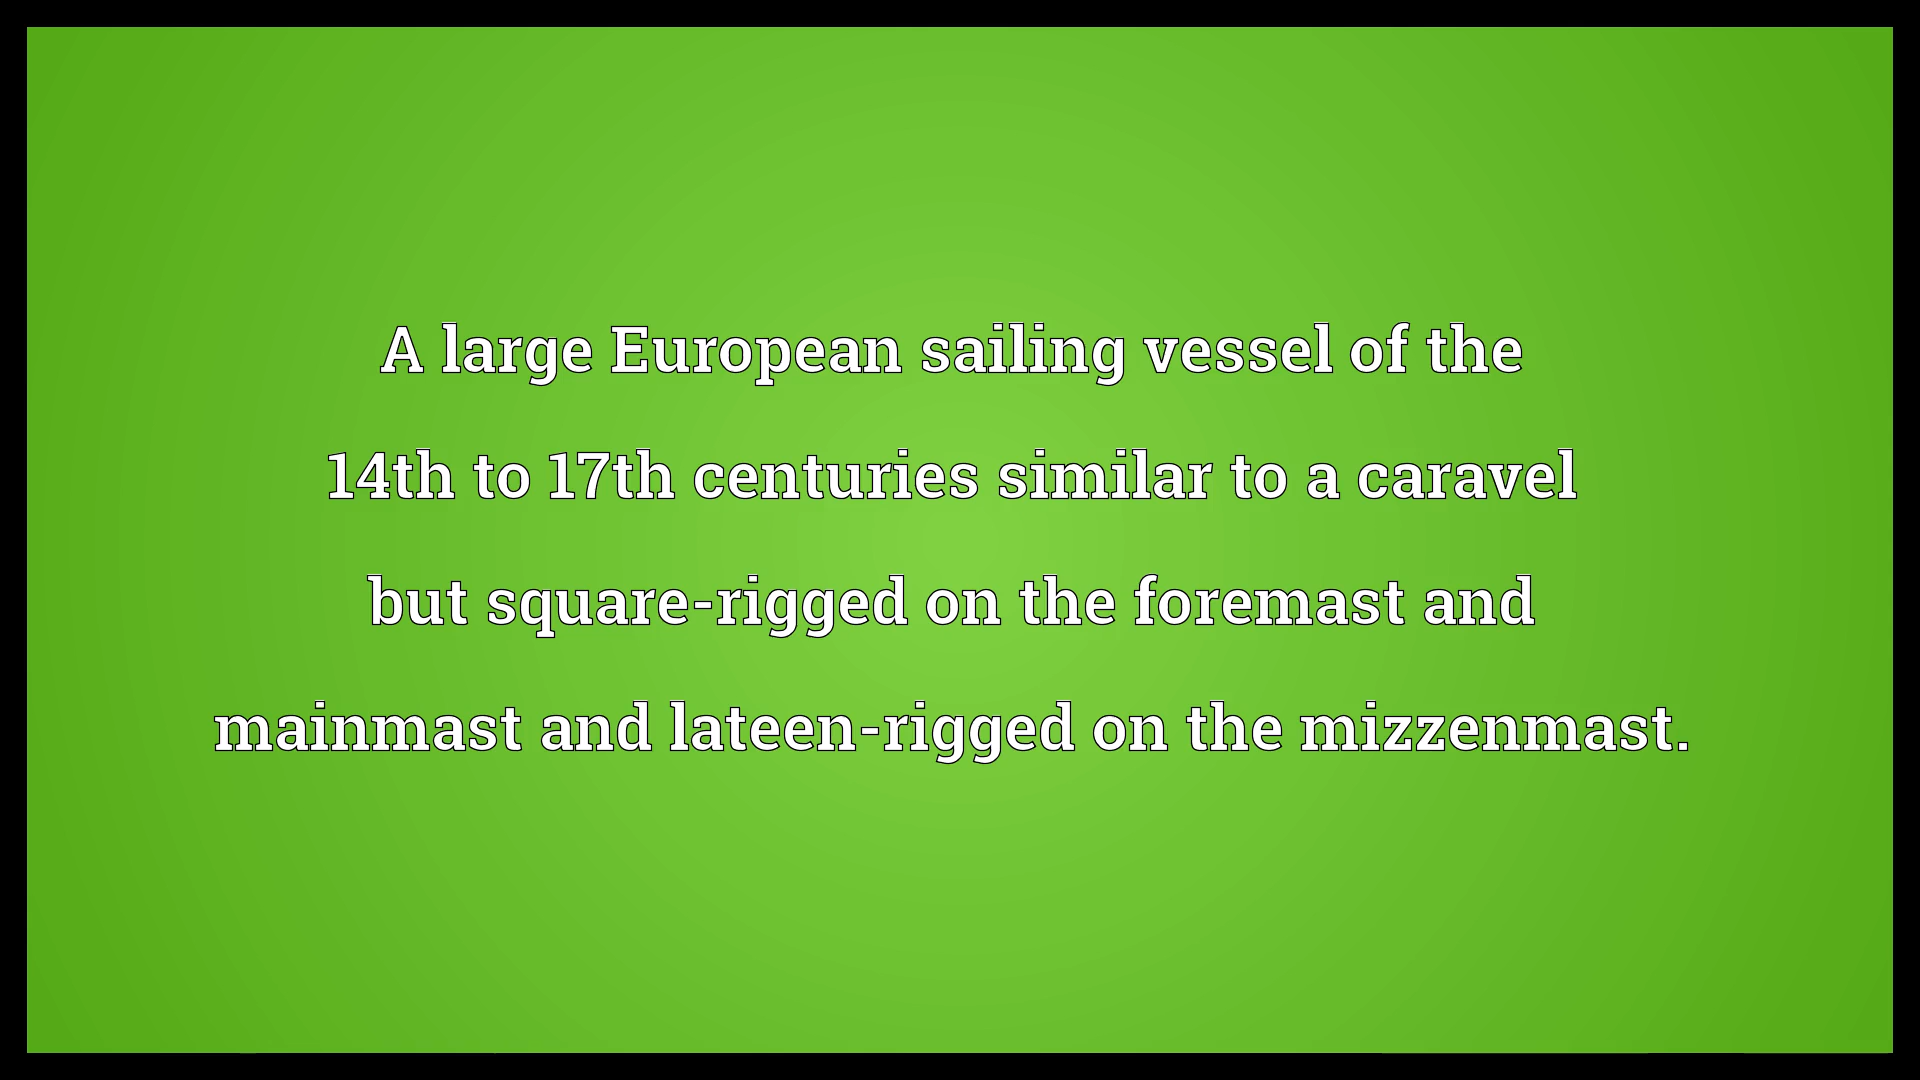 A large European sailing vessel of the
14th to 17th centuries similar to a caravel
but square-rigged on the foremast and
mainmast and lateen-rigged on the mizzenmast.